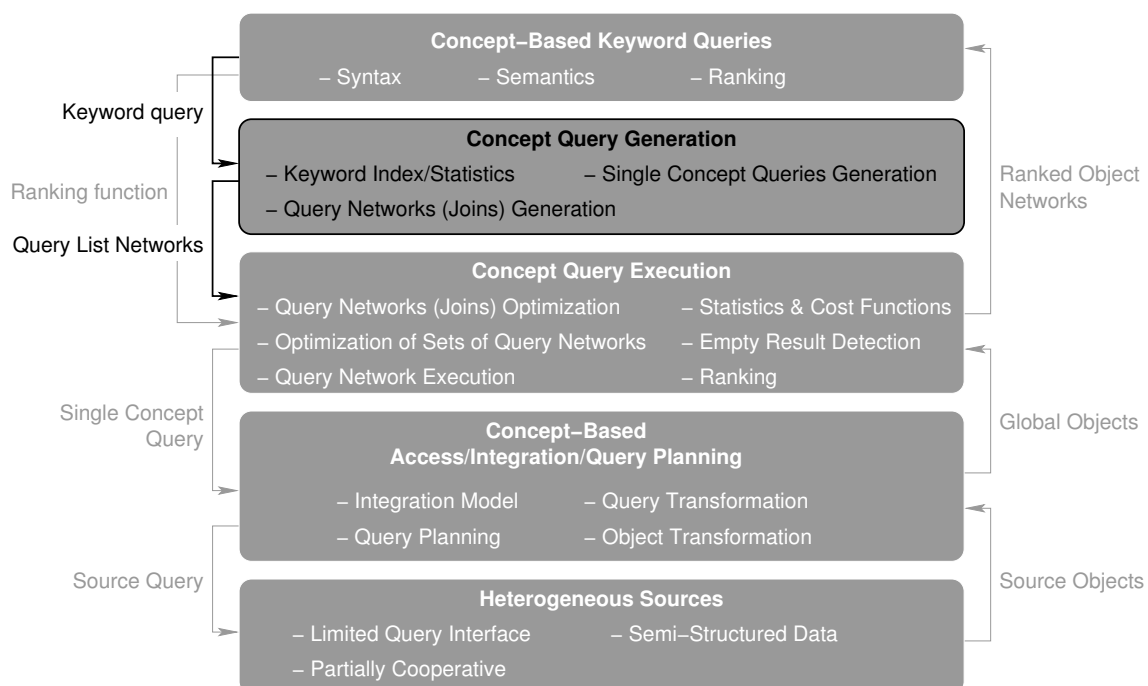 Concept–Based Keyword Queries
– Syntax – Semantics – Ranking
Keyword query
Concept Query Generation
– Keyword Index/Statistics – Single Concept Queries Generation
– Query Networks (Joins) Generation
Ranking function
Ranked Object
Networks
Query List Networks
Concept Query Execution
– Query Networks (Joins) Optimization – Statistics & Cost Functions
– Optimization of Sets of Query Networks – Empty Result Detection
– Query Network Execution – Ranking
Single Concept
Query
Global Objects
Concept–Based
Access/Integration/Query Planning
– Integration Model – Query Transformation
– Query Planning – Object Transformation
Source Query
Source Objects
Heterogeneous Sources
– Limited Query Interface – Semi–Structured Data
– Partially Cooperative